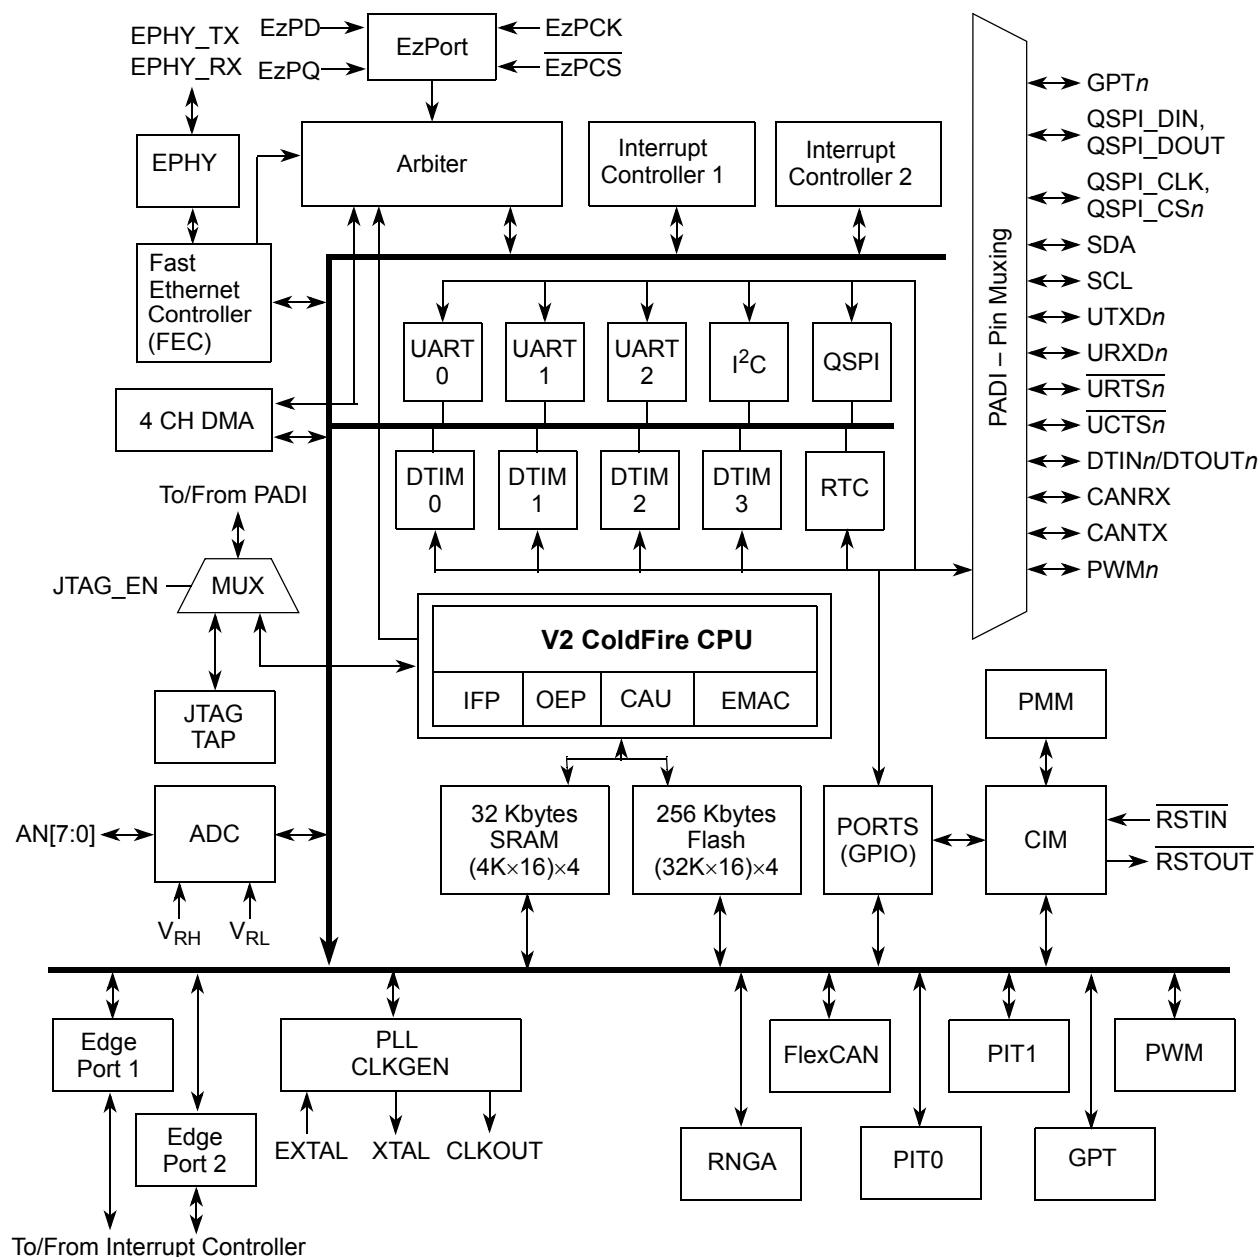 EPHY_TX
EPHY_RX
EzPD
EzPQ
EzPort
EzPCK
EzPCS
EPHY
Arbiter
Interrupt
Controller 1
Interrupt
Controller 2
Fast
Ethernet
Controller
(FEC)
4 CH DMA
UART
0
UART
1
UART
2
I²C
QSPI
DTIM
0
DTIM
1
DTIM
2
DTIM
3
RTC
PADI – Pin Muxing
GPTn
QSPI_DIN,
QSPI_DOUT
QSPI_CLK,
QSPI_CSn
SDA
SCL
UTXDn
URXDn
URTSn
UCTSn
DTINn/DTOUTn
CANRX
CANTX
PWMn
To/From PADI
JTAG_EN
MUX
JTAG
TAP
V2 ColdFire CPU
IFP
OEP
CAU
EMAC
PMM
AN[7:0]
ADC
VRH
VRL
32 Kbytes
SRAM
(4K×16)×4
256 Kbytes
Flash
(32K×16)×4
PORTS
(GPIO)
CIM
RSTIN
RSTOUT
Edge
Port 1
Edge
Port 2
PLL
CLKGEN
EXTAL
XTAL
CLKOUT
FlexCAN
PIT1
PWM
RNGA
PIT0
GPT
To/From Interrupt Controller